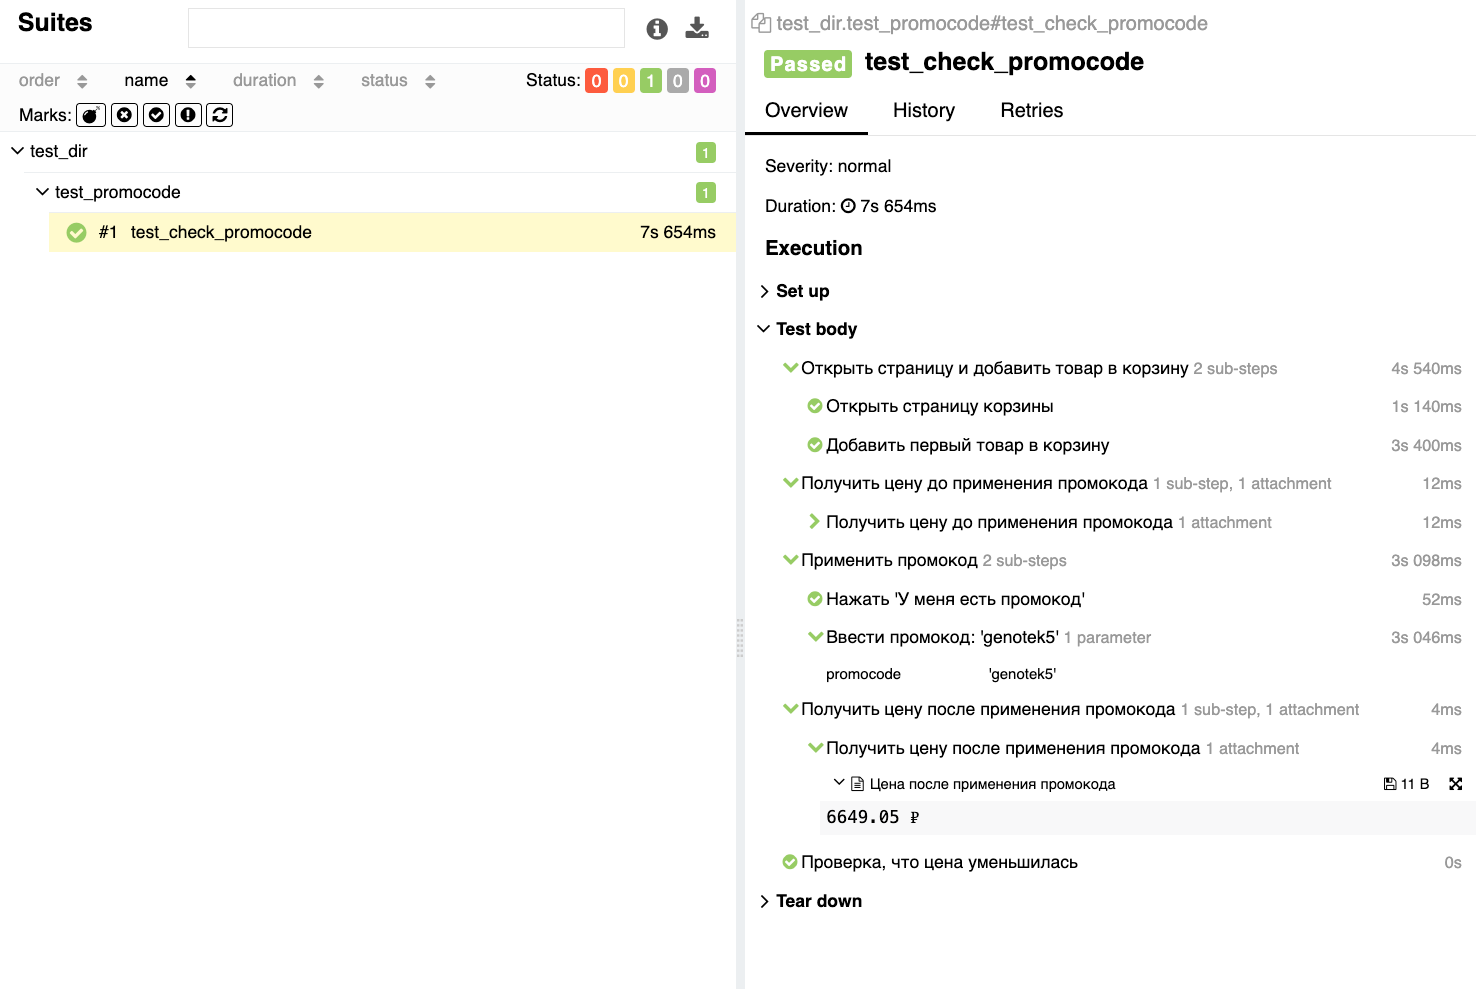 Suites
order name duration status Status: 0 0 1 0 0
Marks:
test_dir 1
test_promocode 1
#1 test_check_promocode 7s 654ms
test_dir.test_promocode#test_check_promocode
Passed test_check_promocode
Overview History Retries
Severity: normal
Duration: 7s 654ms
Execution
Set up
Test body
Открыть страницу и добавить товар в корзину 2 sub-steps 4s 540ms
Открыть страницу корзины 1s 140ms
Добавить первый товар в корзину 3s 400ms
Получить цену до применения промокода 1 sub-step, 1 attachment 12ms
Получить цену до применения промокода 1 attachment 12ms
Применить промокод 2 sub-steps 3s 098ms
Нажать 'У меня есть промокод' 52ms
Ввести промокод: 'genotek5' 1 parameter 3s 046ms
promocode 'genotek5'
Получить цену после применения промокода 1 sub-step, 1 attachment 4ms
Получить цену после применения промокода 1 attachment 4ms
Цена после применения промокода 11 B
6649.05 ₽
Проверка, что цена уменьшилась 0s
Tear down